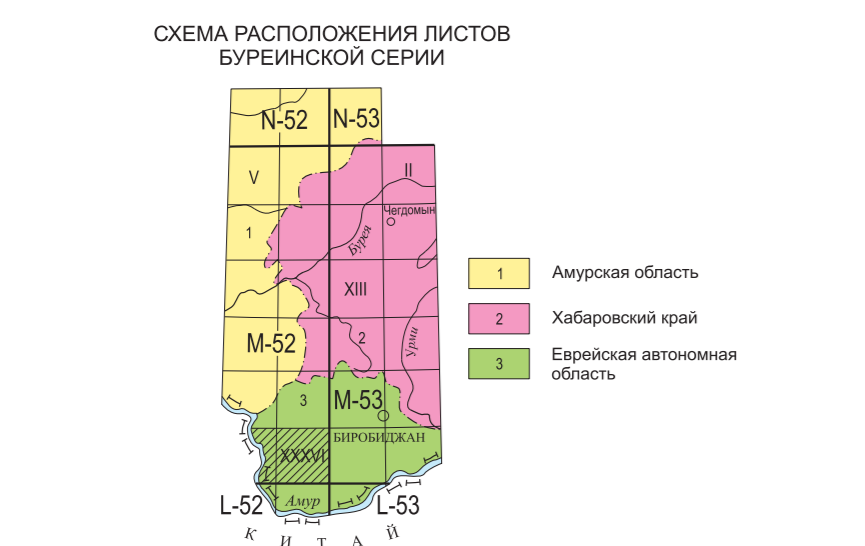 СХЕМА РАСПОЛОЖЕНИЯ ЛИСТОВ
БУРЕИНСКОЙ СЕРИИ
N-52
N-53
V
II
Чегдомын
1
Бурея
XIII
1 Амурская область
2 Хабаровский край
3 Еврейская автономная
область
M-52
2
Урми
3
M-53
БИРОБИДЖАН
XXXVI
L-52
Амур
L-53
КИТАЙ